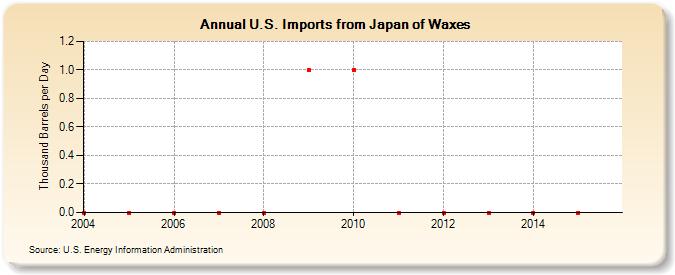 Annual U.S. Imports from Japan of Waxes
Thousand Barrels per Day
1.2
1.0
0.8
0.6
0.4
0.2
0.0
2004 2006 2008 2010 2012 2014
Source: U.S. Energy Information Administration